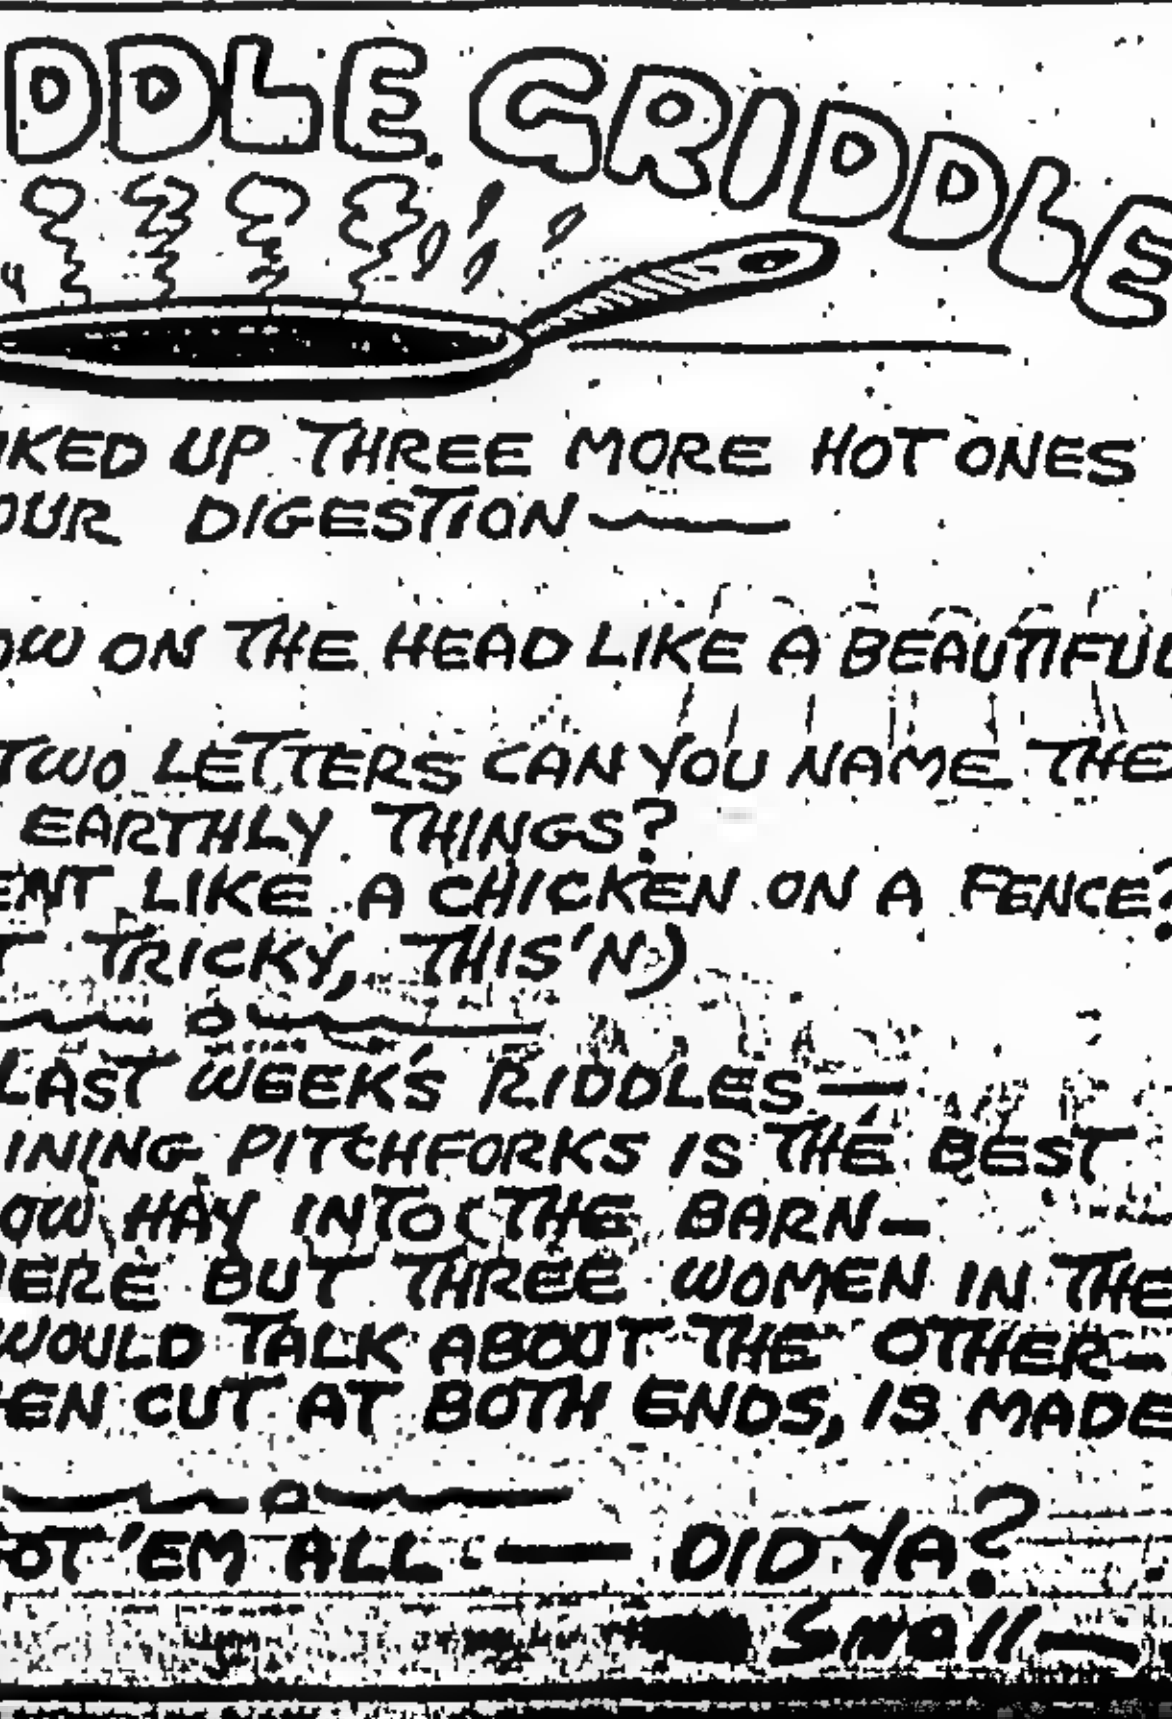 DDLE GRIDDLE
KED UP THREE MORE HOT ONES
OUR DIGESTION
OW ON THE HEAD LIKE A BEAUTIFUL
TWO LETTERS CAN YOU NAME THE
EARTHLY THINGS?
ENT LIKE A CHICKEN ON A FENCE?
T TRICKY, THIS'N)
LAST WEEK'S RIDDLES—
INING PITCHFORKS IS THE BEST
OW HAY INTO THE BARN—
ERE BUT THREE WOMEN IN THE
WOULD TALK ABOUT THE OTHER—
EN CUT AT BOTH ENDS, IS MADE
OT 'EM ALL — DID YA?